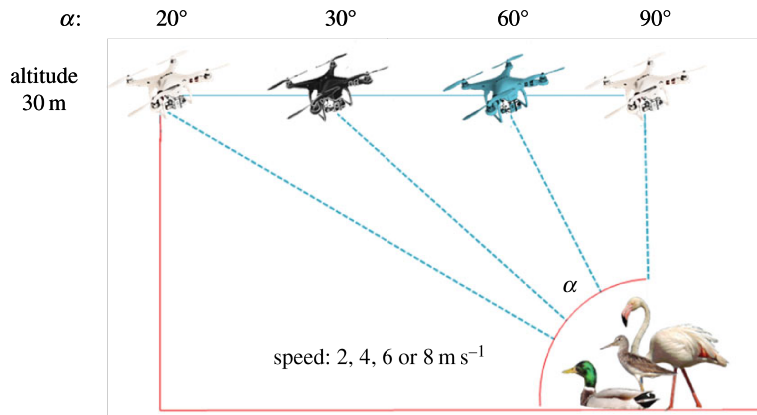 α: 20° 30° 60° 90°
altitude
30 m
α
speed: 2, 4, 6 or 8 m s⁻¹